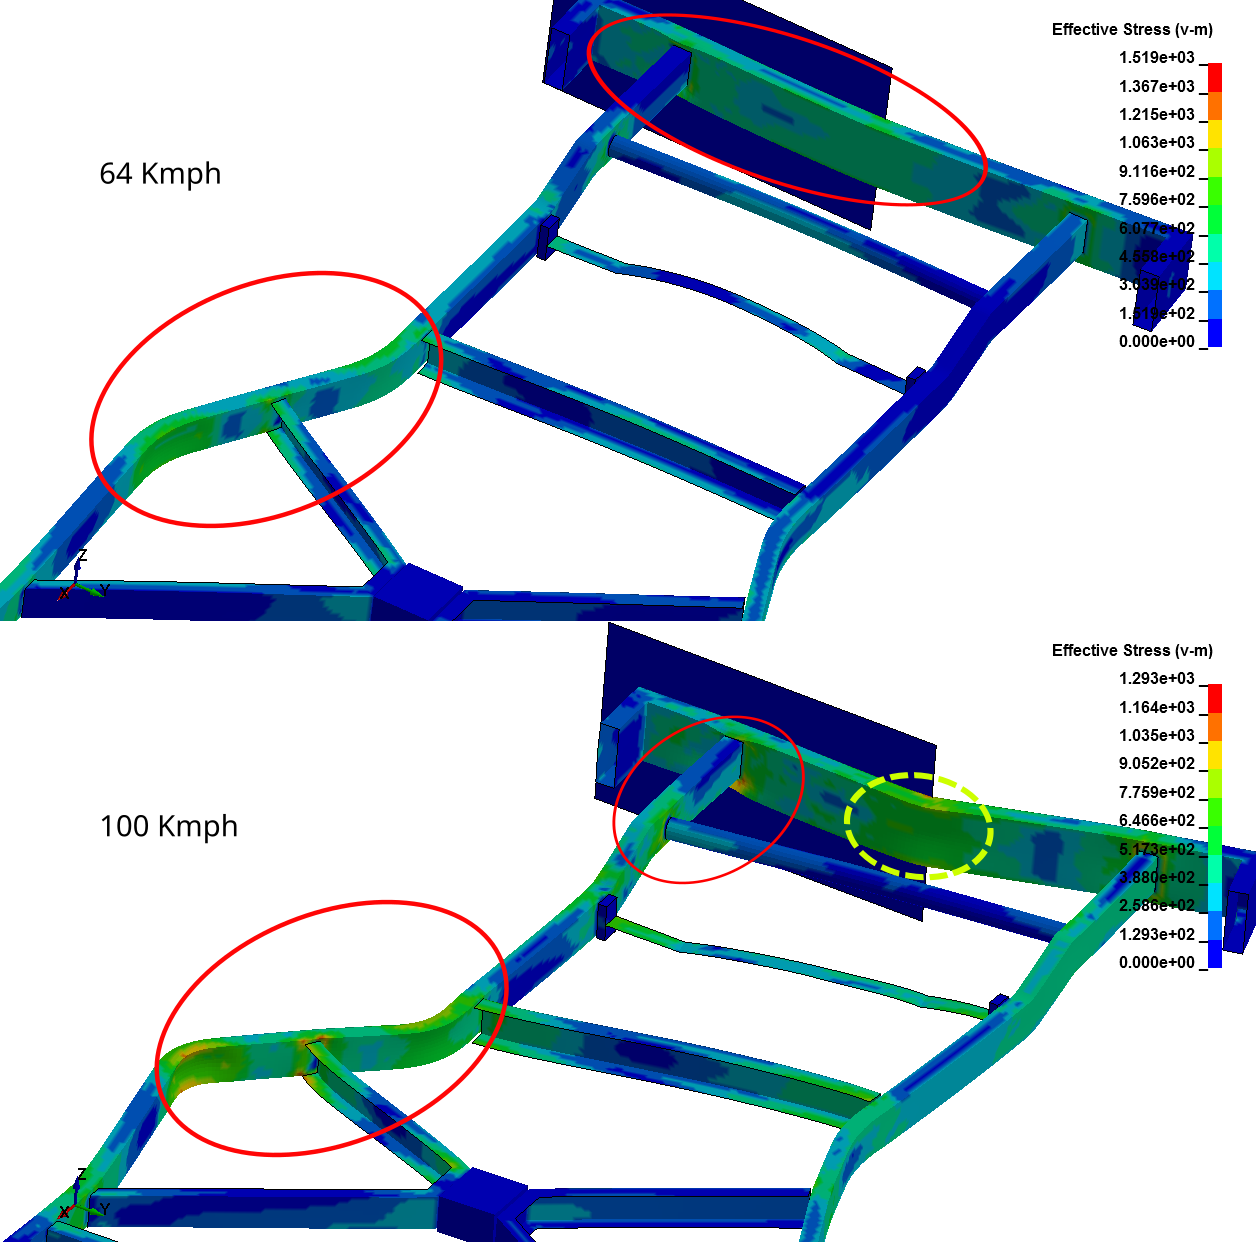 Effective Stress (v-m)
1.519e+03
1.367e+03
1.215e+03
1.063e+03
9.116e+02
7.596e+02
6.077e+02
4.558e+02
3.039e+02
1.519e+02
0.000e+00
64 Kmph
Z
X
Y
Effective Stress (v-m)
1.293e+03
1.164e+03
1.035e+03
9.052e+02
7.759e+02
6.466e+02
5.173e+02
3.880e+02
2.586e+02
1.293e+02
0.000e+00
100 Kmph
Z
X
Y